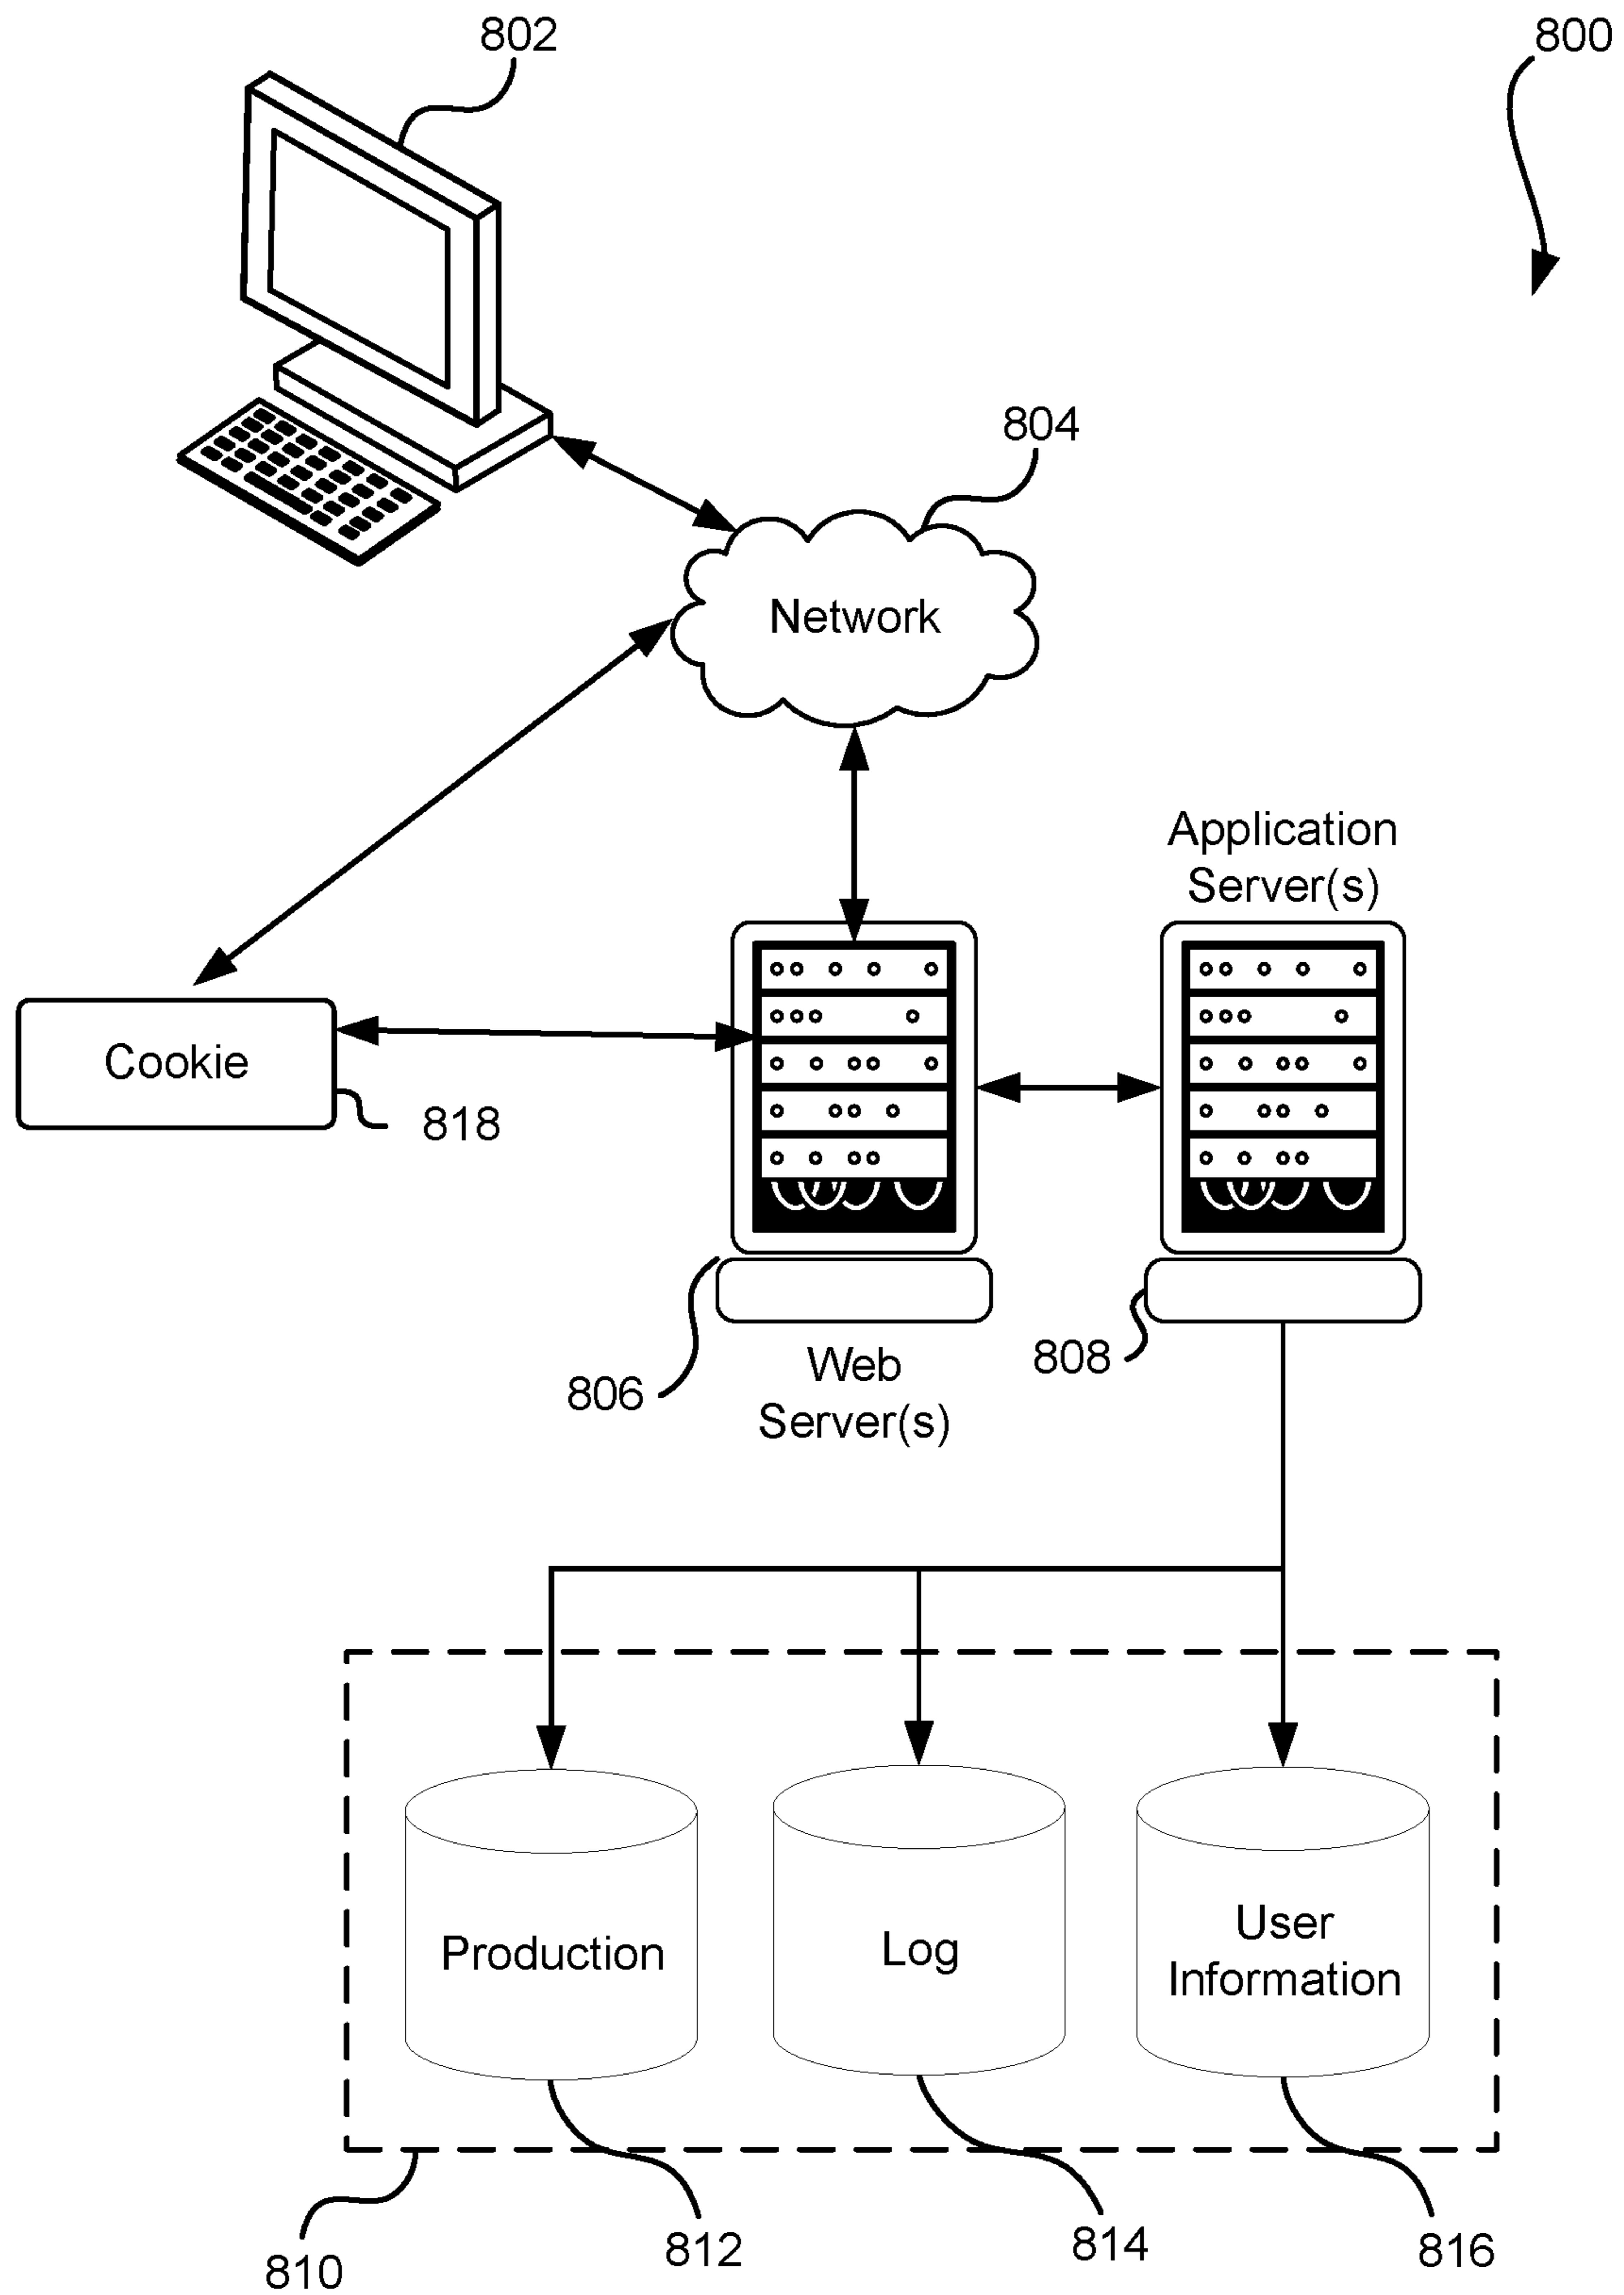 802
800
804
Network
Application
Server(s)
Cookie
818
806
Web
Server(s)
808
Production
Log
User
Information
810
812
814
816